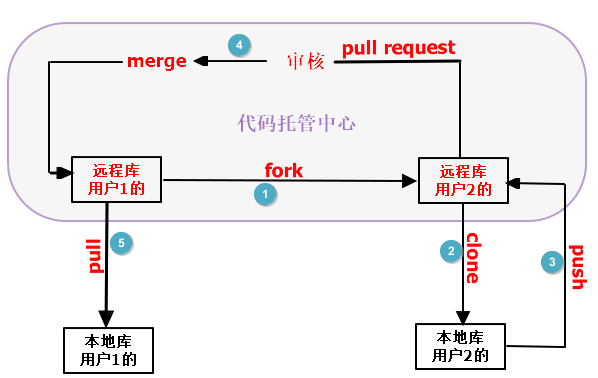 ④
merge
审核
pull request
代码托管中心
远程库
用户1的
fork
①
远程库
用户2的
pull
⑤
②
clone
③
push
本地库
用户1的
本地库
用户2的